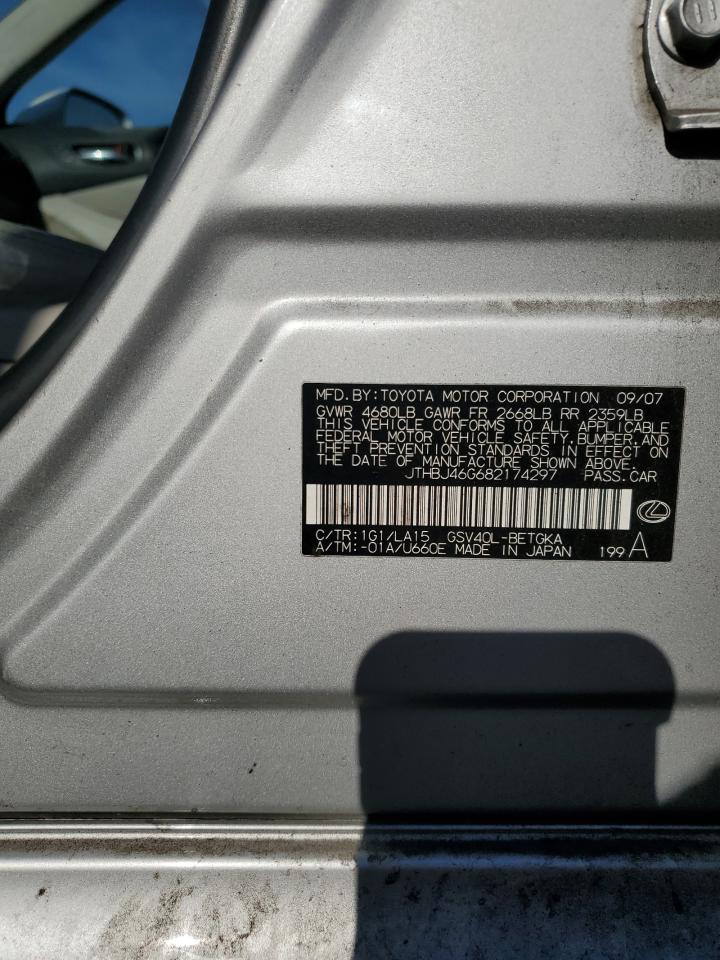 MFD.BY:TOYOTA MOTOR CORPORATION 09/07
GVWR 4680LB GAWR FR 2668LB RR 2359LB
THIS VEHICLE CONFORMS TO ALL APPLICABLE
FEDERAL MOTOR VEHICLE SAFETY,BUMPER,AND
THEFT PREVENTION STANDARDS IN EFFECT ON
THE DATE OF MANUFACTURE SHOWN ABOVE.
JTHBJ46G682174297 PASS.CAR
C/TR:1G1/LA15 GSV40L-BETGKA
A/TM:-01A/U660E MADE IN JAPAN 199 A